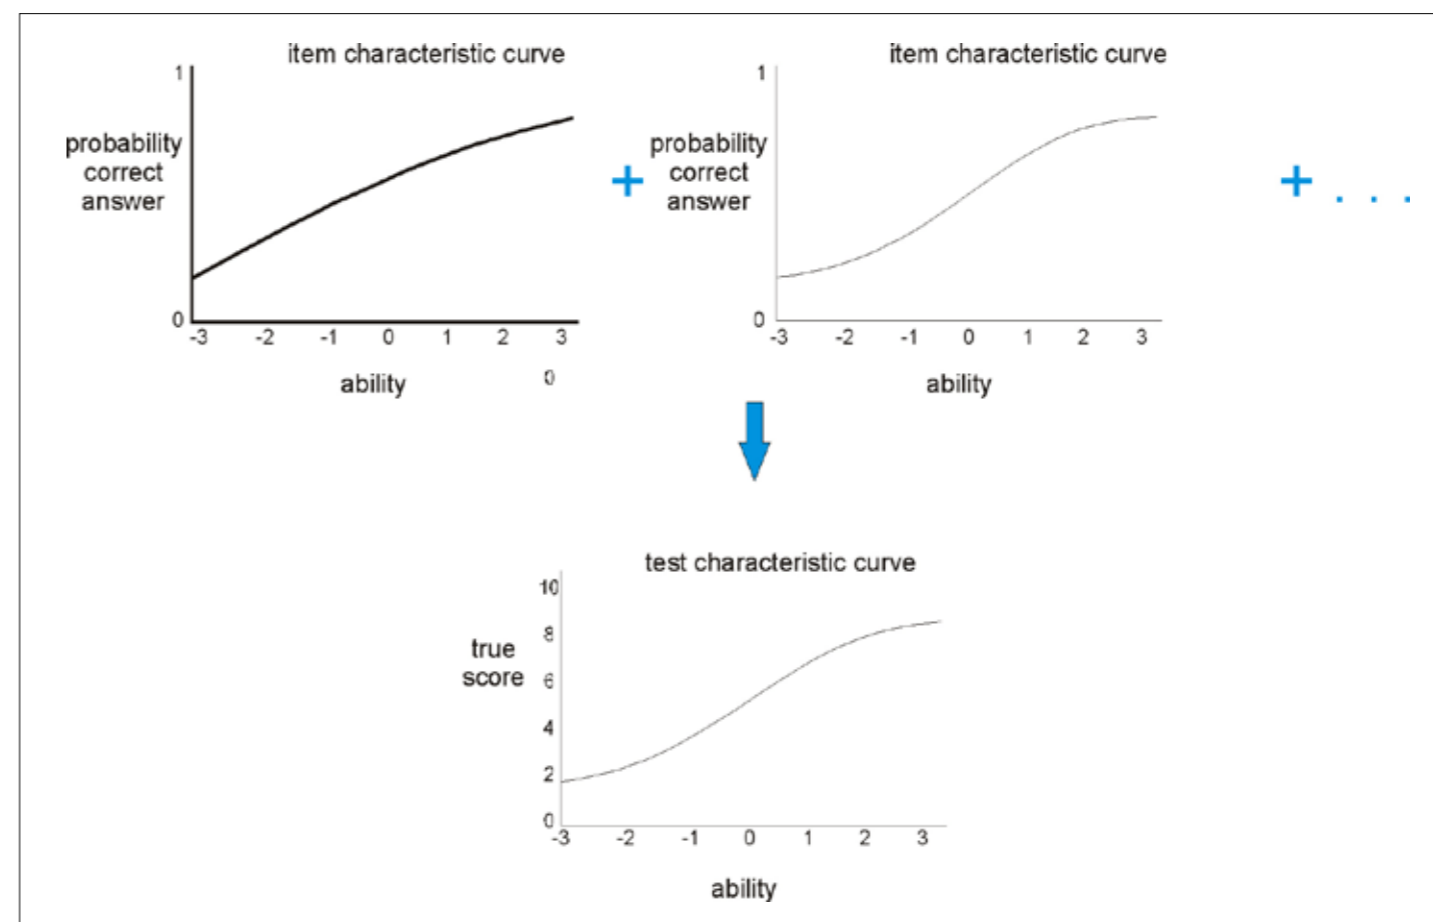 item characteristic curve
1
probability
correct
answer
0
-3 -2 -1 0 1 2 3
ability
0
+
item characteristic curve
1
probability
correct
answer
0
-3 -2 -1 0 1 2 3
ability
+ . . .
test characteristic curve
10
8
true
score
6
4
2
0
-3 -2 -1 0 1 2 3
ability